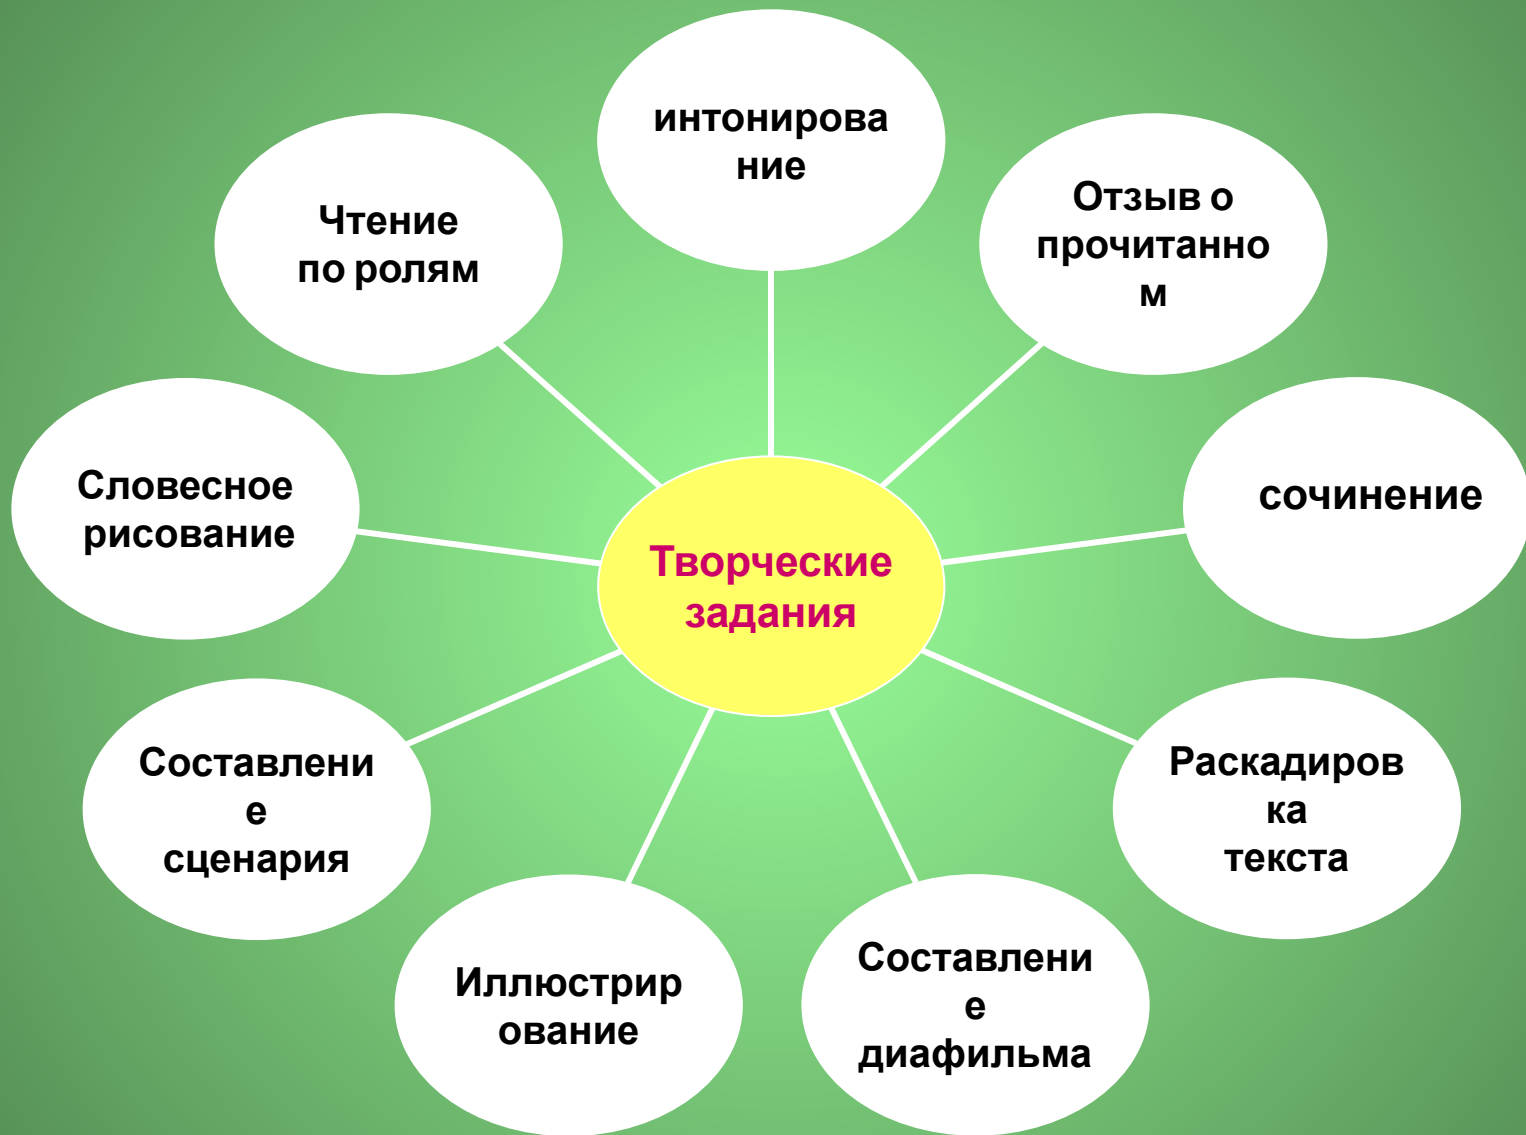 интонирова
ние
Отзыв о
прочитанно
м
сочинение
Раскадиров
ка
текста
Составлени
е
диафильма
Иллюстрир
ование
Составлени
е
сценария
Словесное
рисование
Чтение
по ролям
Творческие
задания